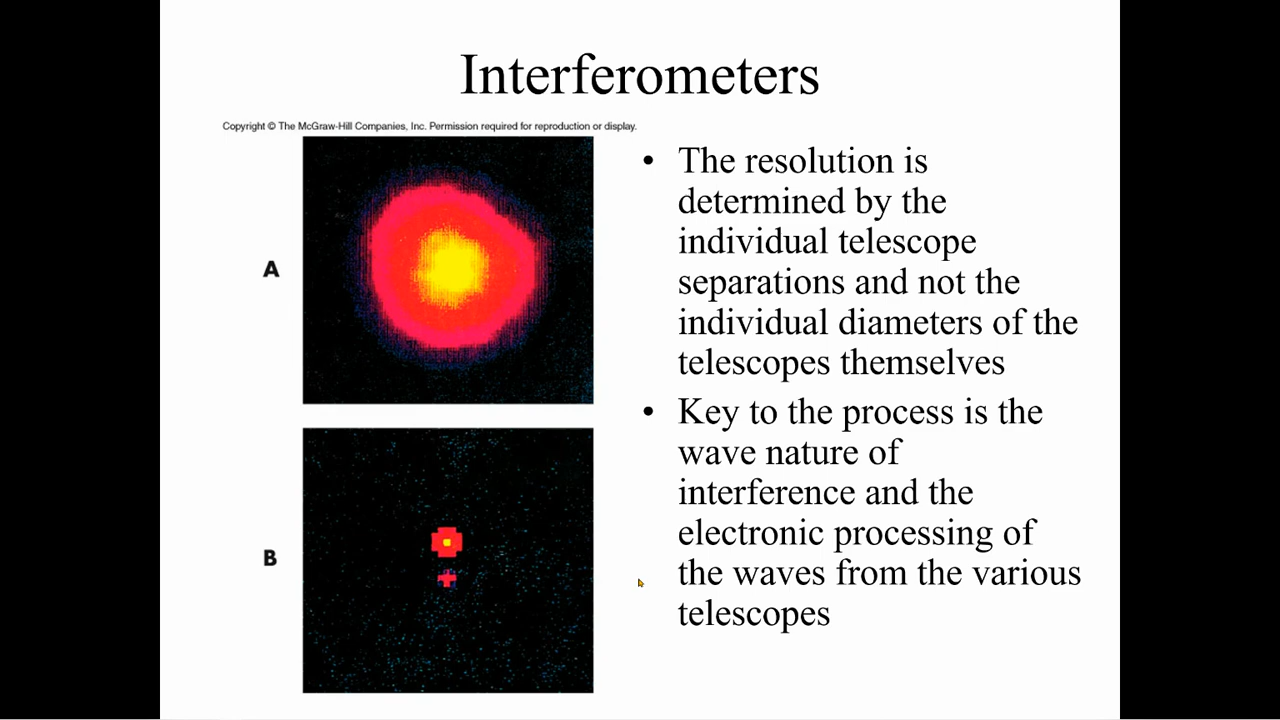 Interferometers
Copyright © The McGraw-Hill Companies, Inc. Permission required for reproduction or display.
A
B
• The resolution is
determined by the
individual telescope
separations and not the
individual diameters of the
telescopes themselves
• Key to the process is the
wave nature of
interference and the
electronic processing of
the waves from the various
telescopes